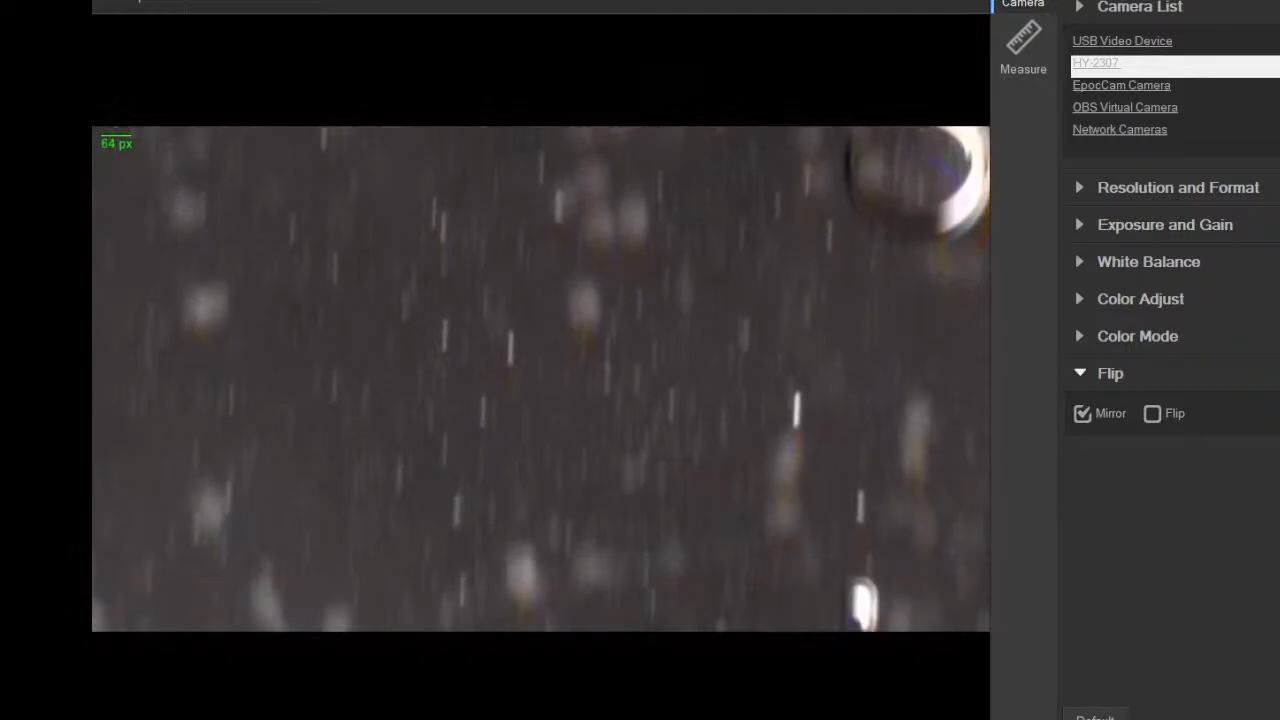 Camera
Measure
64 px
Camera List
USB Video Device
HY-2307
EpocCam Camera
OBS Virtual Camera
Network Cameras
Resolution and Format
Exposure and Gain
White Balance
Color Adjust
Color Mode
Flip
Mirror
Flip
Default